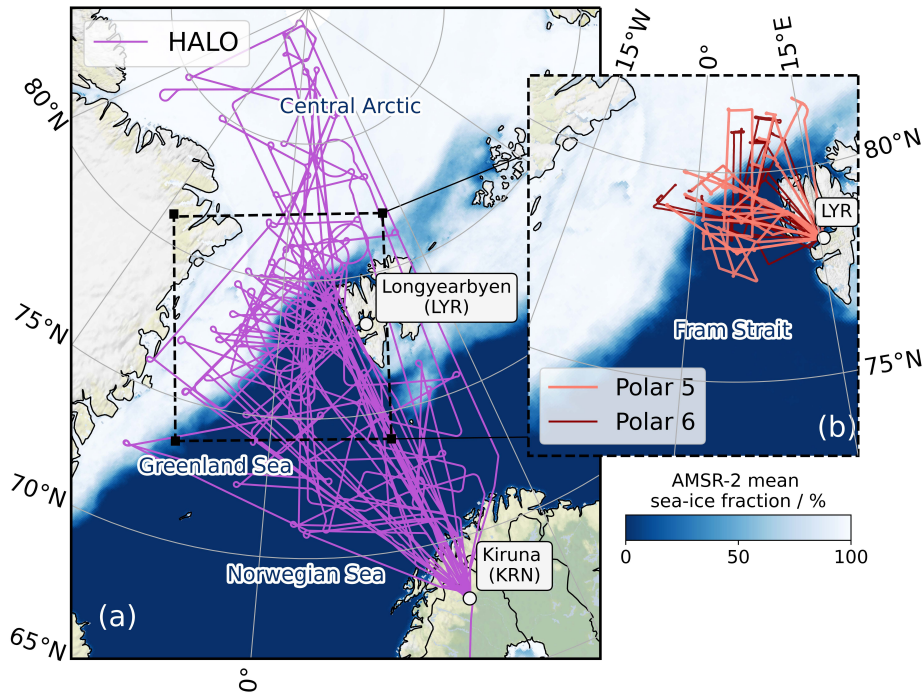 HALO
Central Arctic
80°N
75°N
70°N
65°N
0°
Longyearbyen
(LYR)
Greenland Sea
Norwegian Sea
Kiruna
(KRN)
(a)
15°W
0°
15°E
80°N
75°N
LYR
Fram Strait
Polar 5
Polar 6
(b)
AMSR-2 mean
sea-ice fraction / %
0 50 100